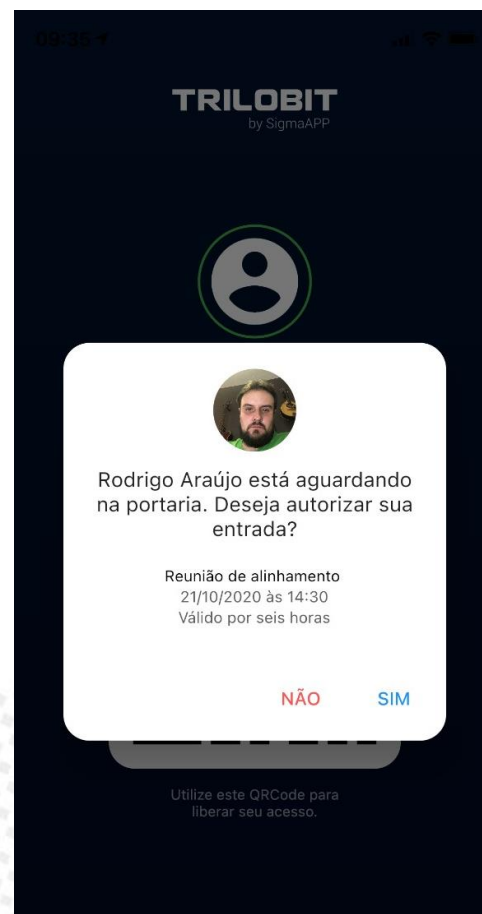 09:35
TRILOBIT
by SigmaAPP
Rodrigo Araújo está aguardando
na portaria. Deseja autorizar sua
entrada?
Reunião de alinhamento
21/10/2020 às 14:30
Válido por seis horas
NÃO SIM
Utilize este QRCode para
liberar seu acesso.